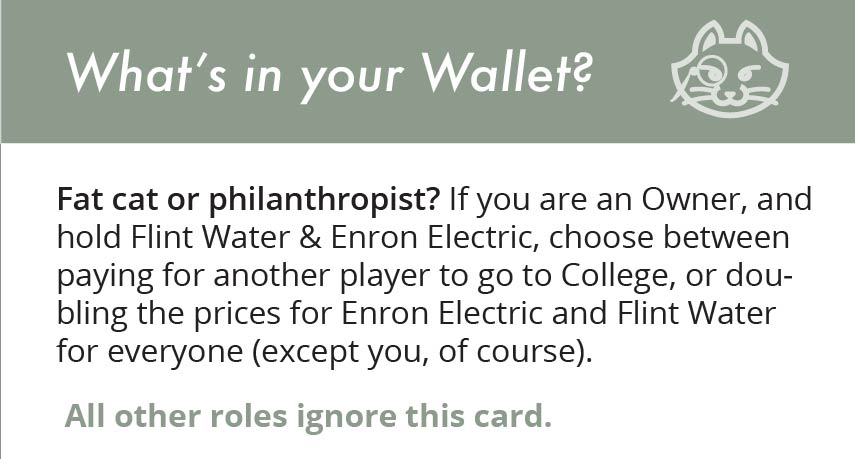 What's in your Wallet?
Fat cat or philanthropist? If you are an Owner, and
hold Flint Water & Enron Electric, choose between
paying for another player to go to College, or dou-
bling the prices for Enron Electric and Flint Water
for everyone (except you, of course).
All other roles ignore this card.